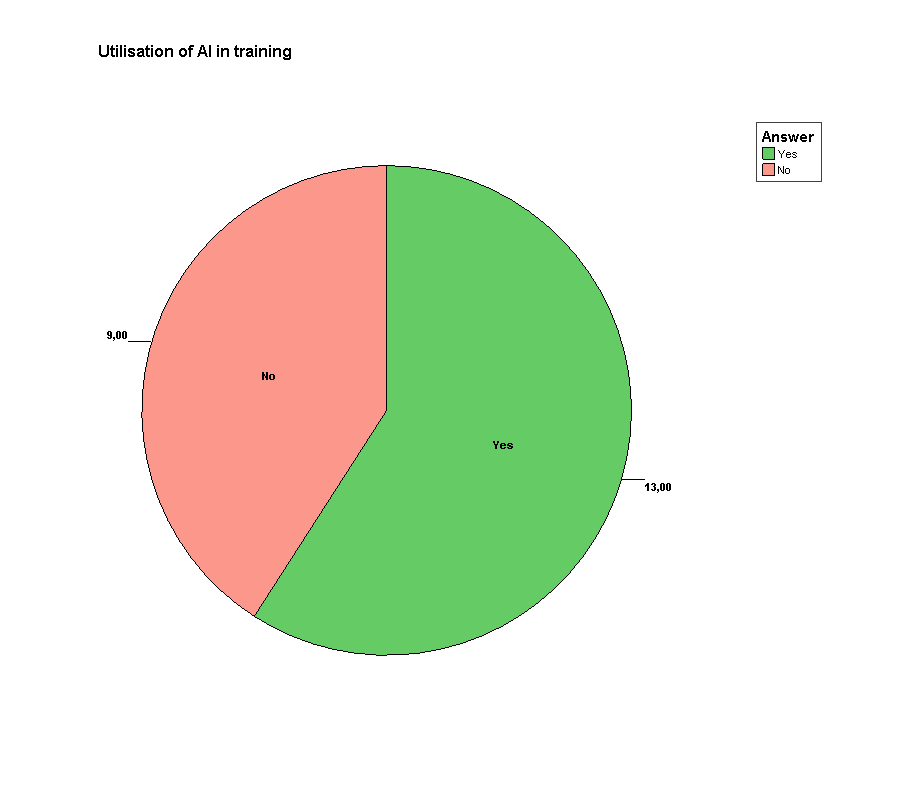 Utilisation of AI in training
Answer
Yes
No
9,00
No
Yes
13,00